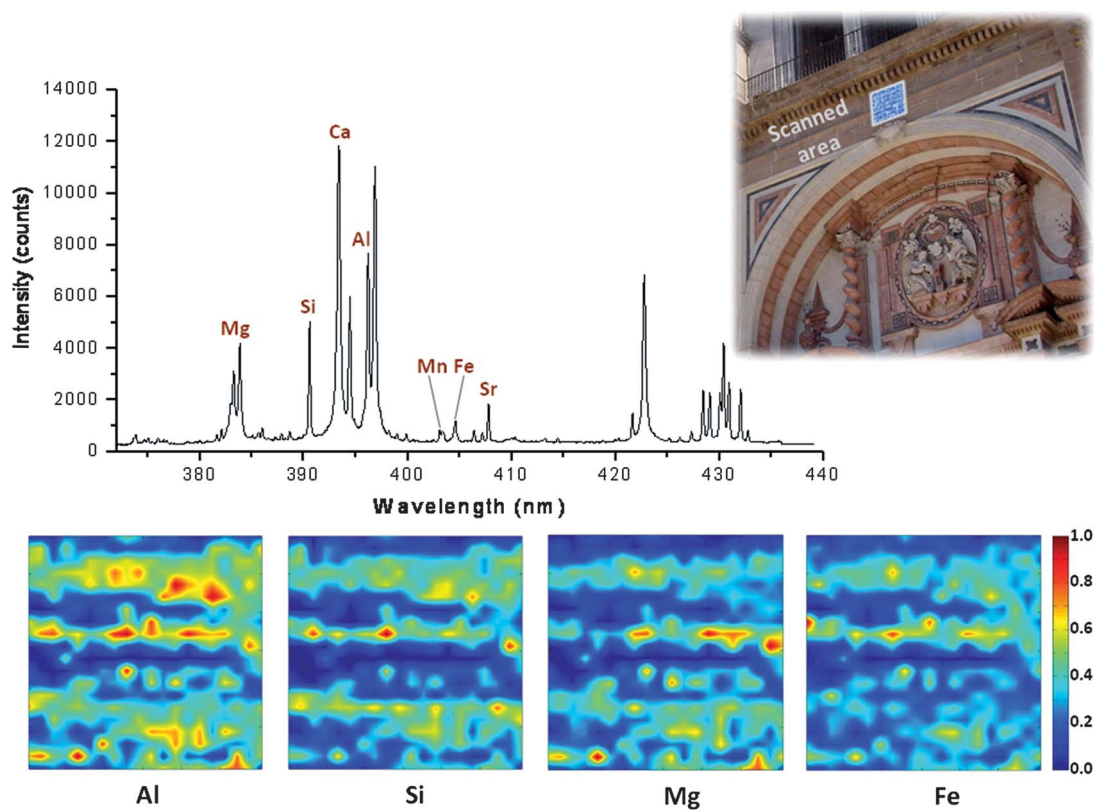 14000
12000
10000
8000
6000
4000
2000
0
Intensity (counts)
380
390
400
410
420
430
440
Wavelength (nm)
Mg
Si
Ca
Al
Mn Fe
Sr
Scanned
area
1.0
0.8
0.6
0.4
0.2
0.0
Al
Si
Mg
Fe